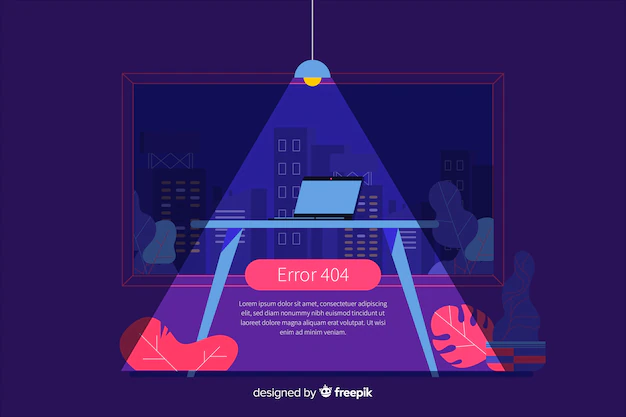 Error 404
Lorem ipsum dolor sit amet, consectetuer adipiscing
elit, sed diam nonummy nibh euismod tincidunt ut
laoreet dolore magna aliquam erat volutpat. Ut wisi
enim ad minim veniam.
designed by freepik